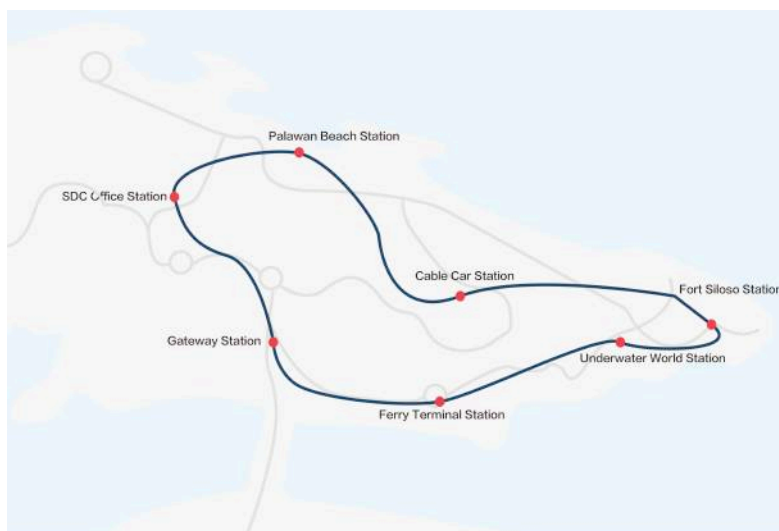 Palawan Beach Station
SDC Office Station
Cable Car Station
Fort Siloso Station
Gateway Station
Underwater World Station
Ferry Terminal Station